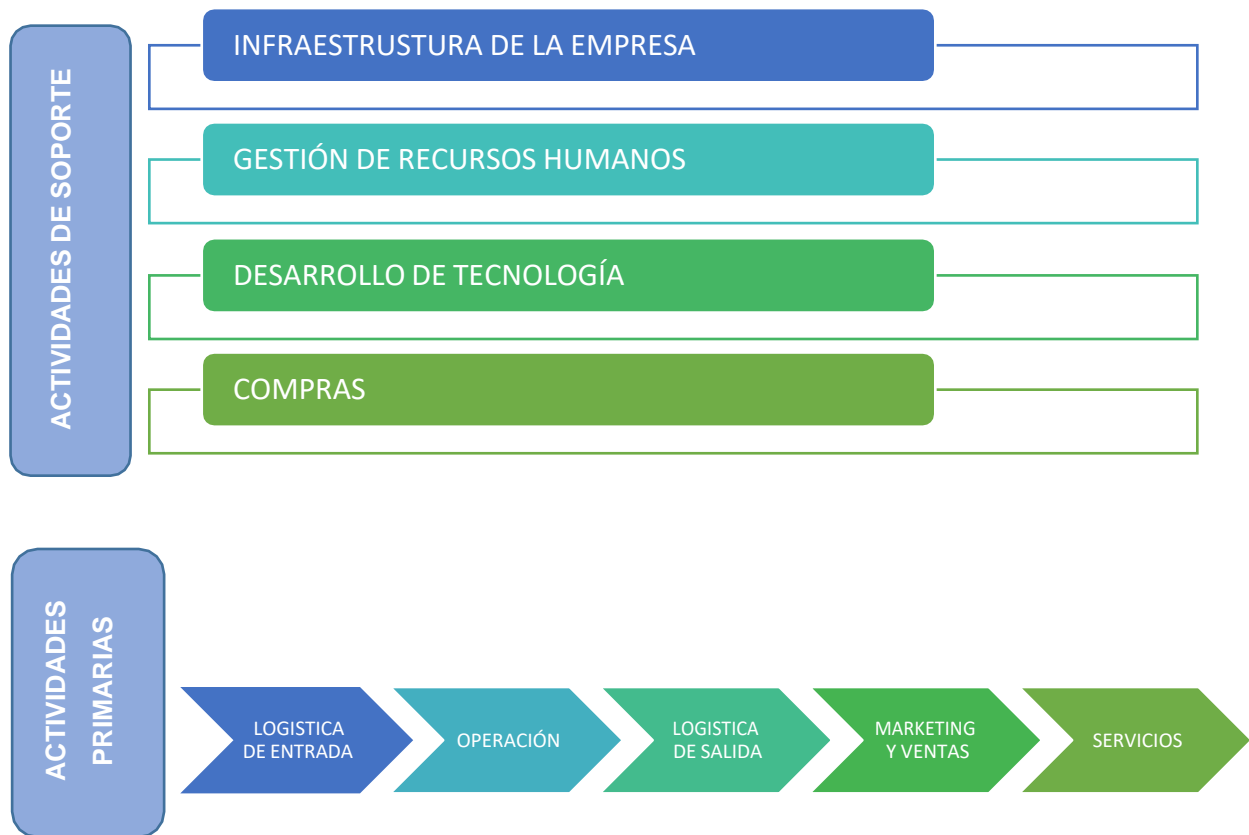 ACTIVIDADES DE SOPORTE
INFRAESTRUSTURA DE LA EMPRESA
GESTIÓN DE RECURSOS HUMANOS
DESARROLLO DE TECNOLOGÍA
COMPRAS
ACTIVIDADES
PRIMARIAS
LOGISTICA
DE ENTRADA
OPERACIÓN
LOGISTICA
DE SALIDA
MARKETING
Y VENTAS
SERVICIOS